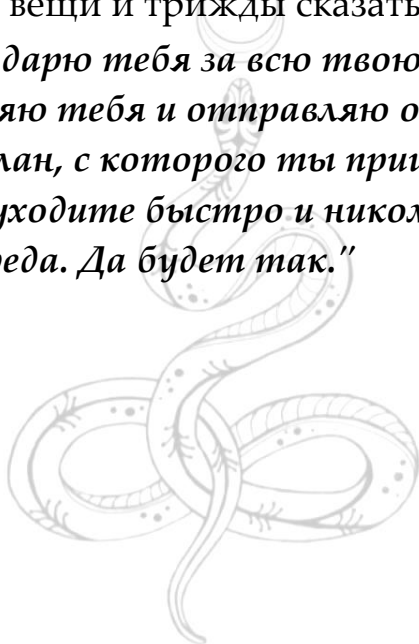 вещи и трижды сказать
дарю тебя за всю твою
яю тебя и отправляю о
лан, с которого ты приш
уходите быстро и ником
реда. Да будет так."